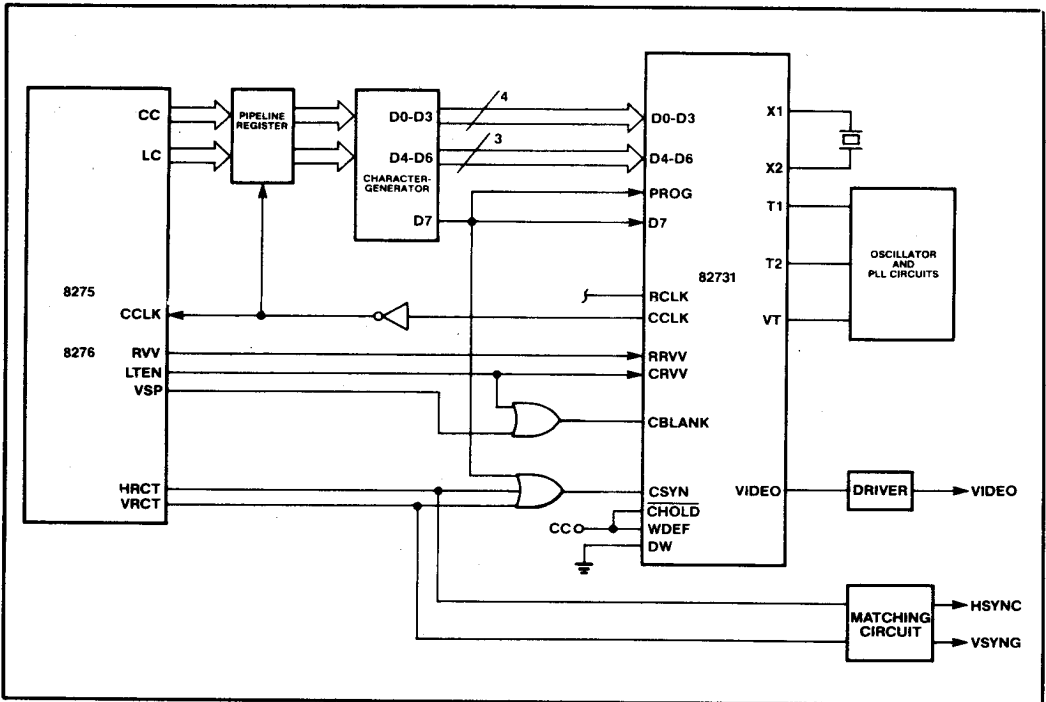 8275
8276
CC
LC
CCLK
RVV
LTEN
VSP
HRCT
VRCT
PIPELINE
REGISTER
D0-D3
D4-D6
CHARACTER-
GENERATOR
D7
4
3
82731
D0-D3
D4-D6
PROG
D7
RCLK
CCLK
RRVV
CRVV
CBLANK
CSYN
CHOLD
WDEF
DW
CC
X1
X2
T1
T2
VT
VIDEO
OSCILLATOR
AND
PLL CIRCUITS
DRIVER
VIDEO
MATCHING
CIRCUIT
HSYNC
VSYNG